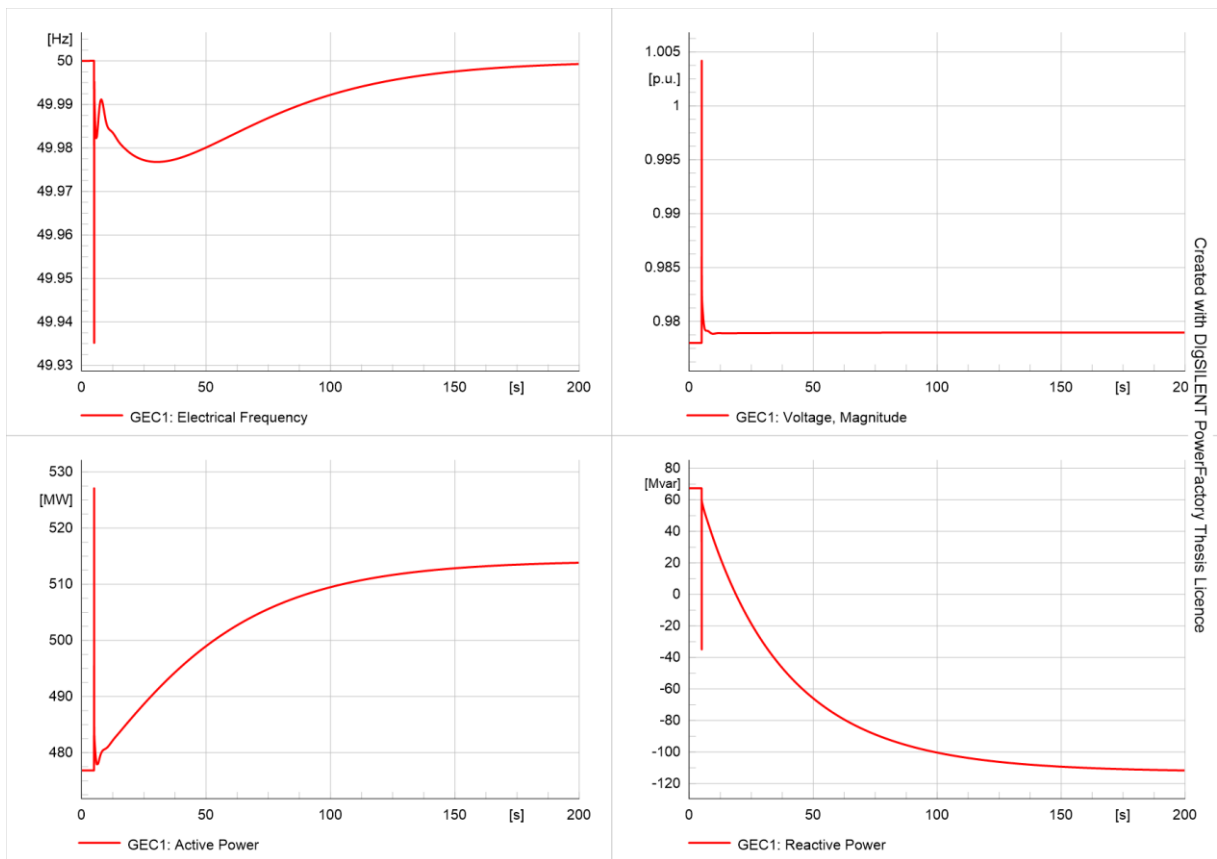 [Hz]
50
49.99
49.98
49.97
49.96
49.95
49.94
49.93
0 50 100 150 [s] 200
GEC1: Electrical Frequency
1.005
[p.u.]
1
0.995
0.99
0.985
0.98
0 50 100 150 [s] 200
GEC1: Voltage, Magnitude
530
[MW]
520
510
500
490
480
0 50 100 150 [s] 200
GEC1: Active Power
80
[Mvar]
60
40
20
0
-20
-40
-60
-80
-100
-120
0 50 100 150 [s] 200
GEC1: Reactive Power
Created with DIgSILENT PowerFactory Thesis Licence